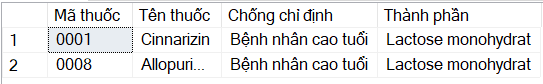 Mã thuốc Tên thuốc Chống chỉ định Thành phần
1 0001 Cinnarizin Bệnh nhân cao tuổi Lactose monohydrat
2 0008 Allopuri... Bệnh nhân cao tuổi Lactose monohydrat